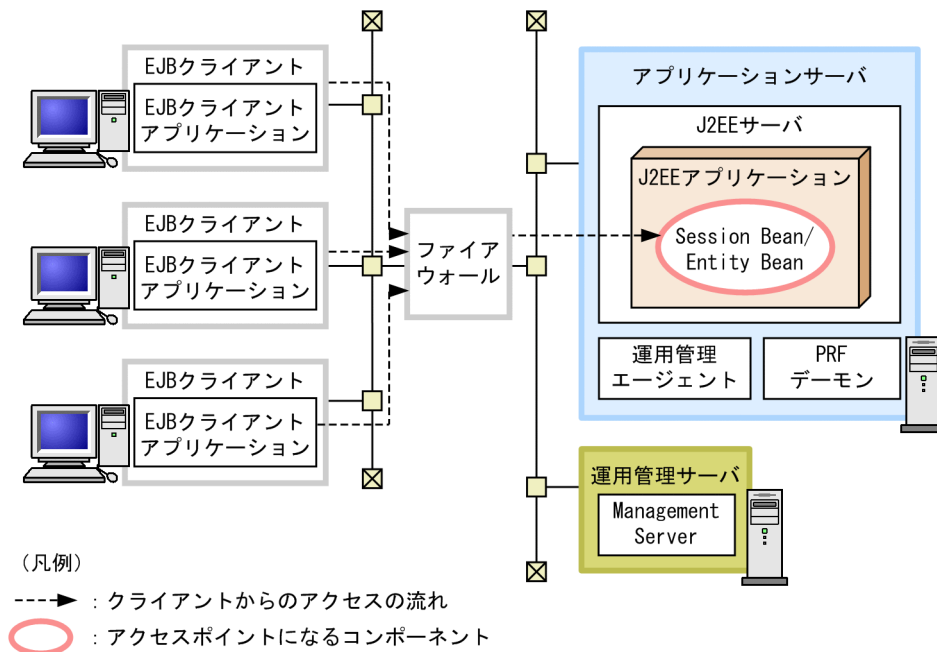 EJBクライアント
EJBクライアント
アプリケーション
EJBクライアント
EJBクライアント
アプリケーション
EJBクライアント
EJBクライアント
アプリケーション
ファイア
ウォール
アプリケーションサーバ
J2EEサーバ
J2EEアプリケーション
Session Bean/
Entity Bean
運用管理
エージェント
PRF
デーモン
運用管理サーバ
Management
Server
(凡例)
:クライアントからのアクセスの流れ
:アクセスポイントになるコンポーネント